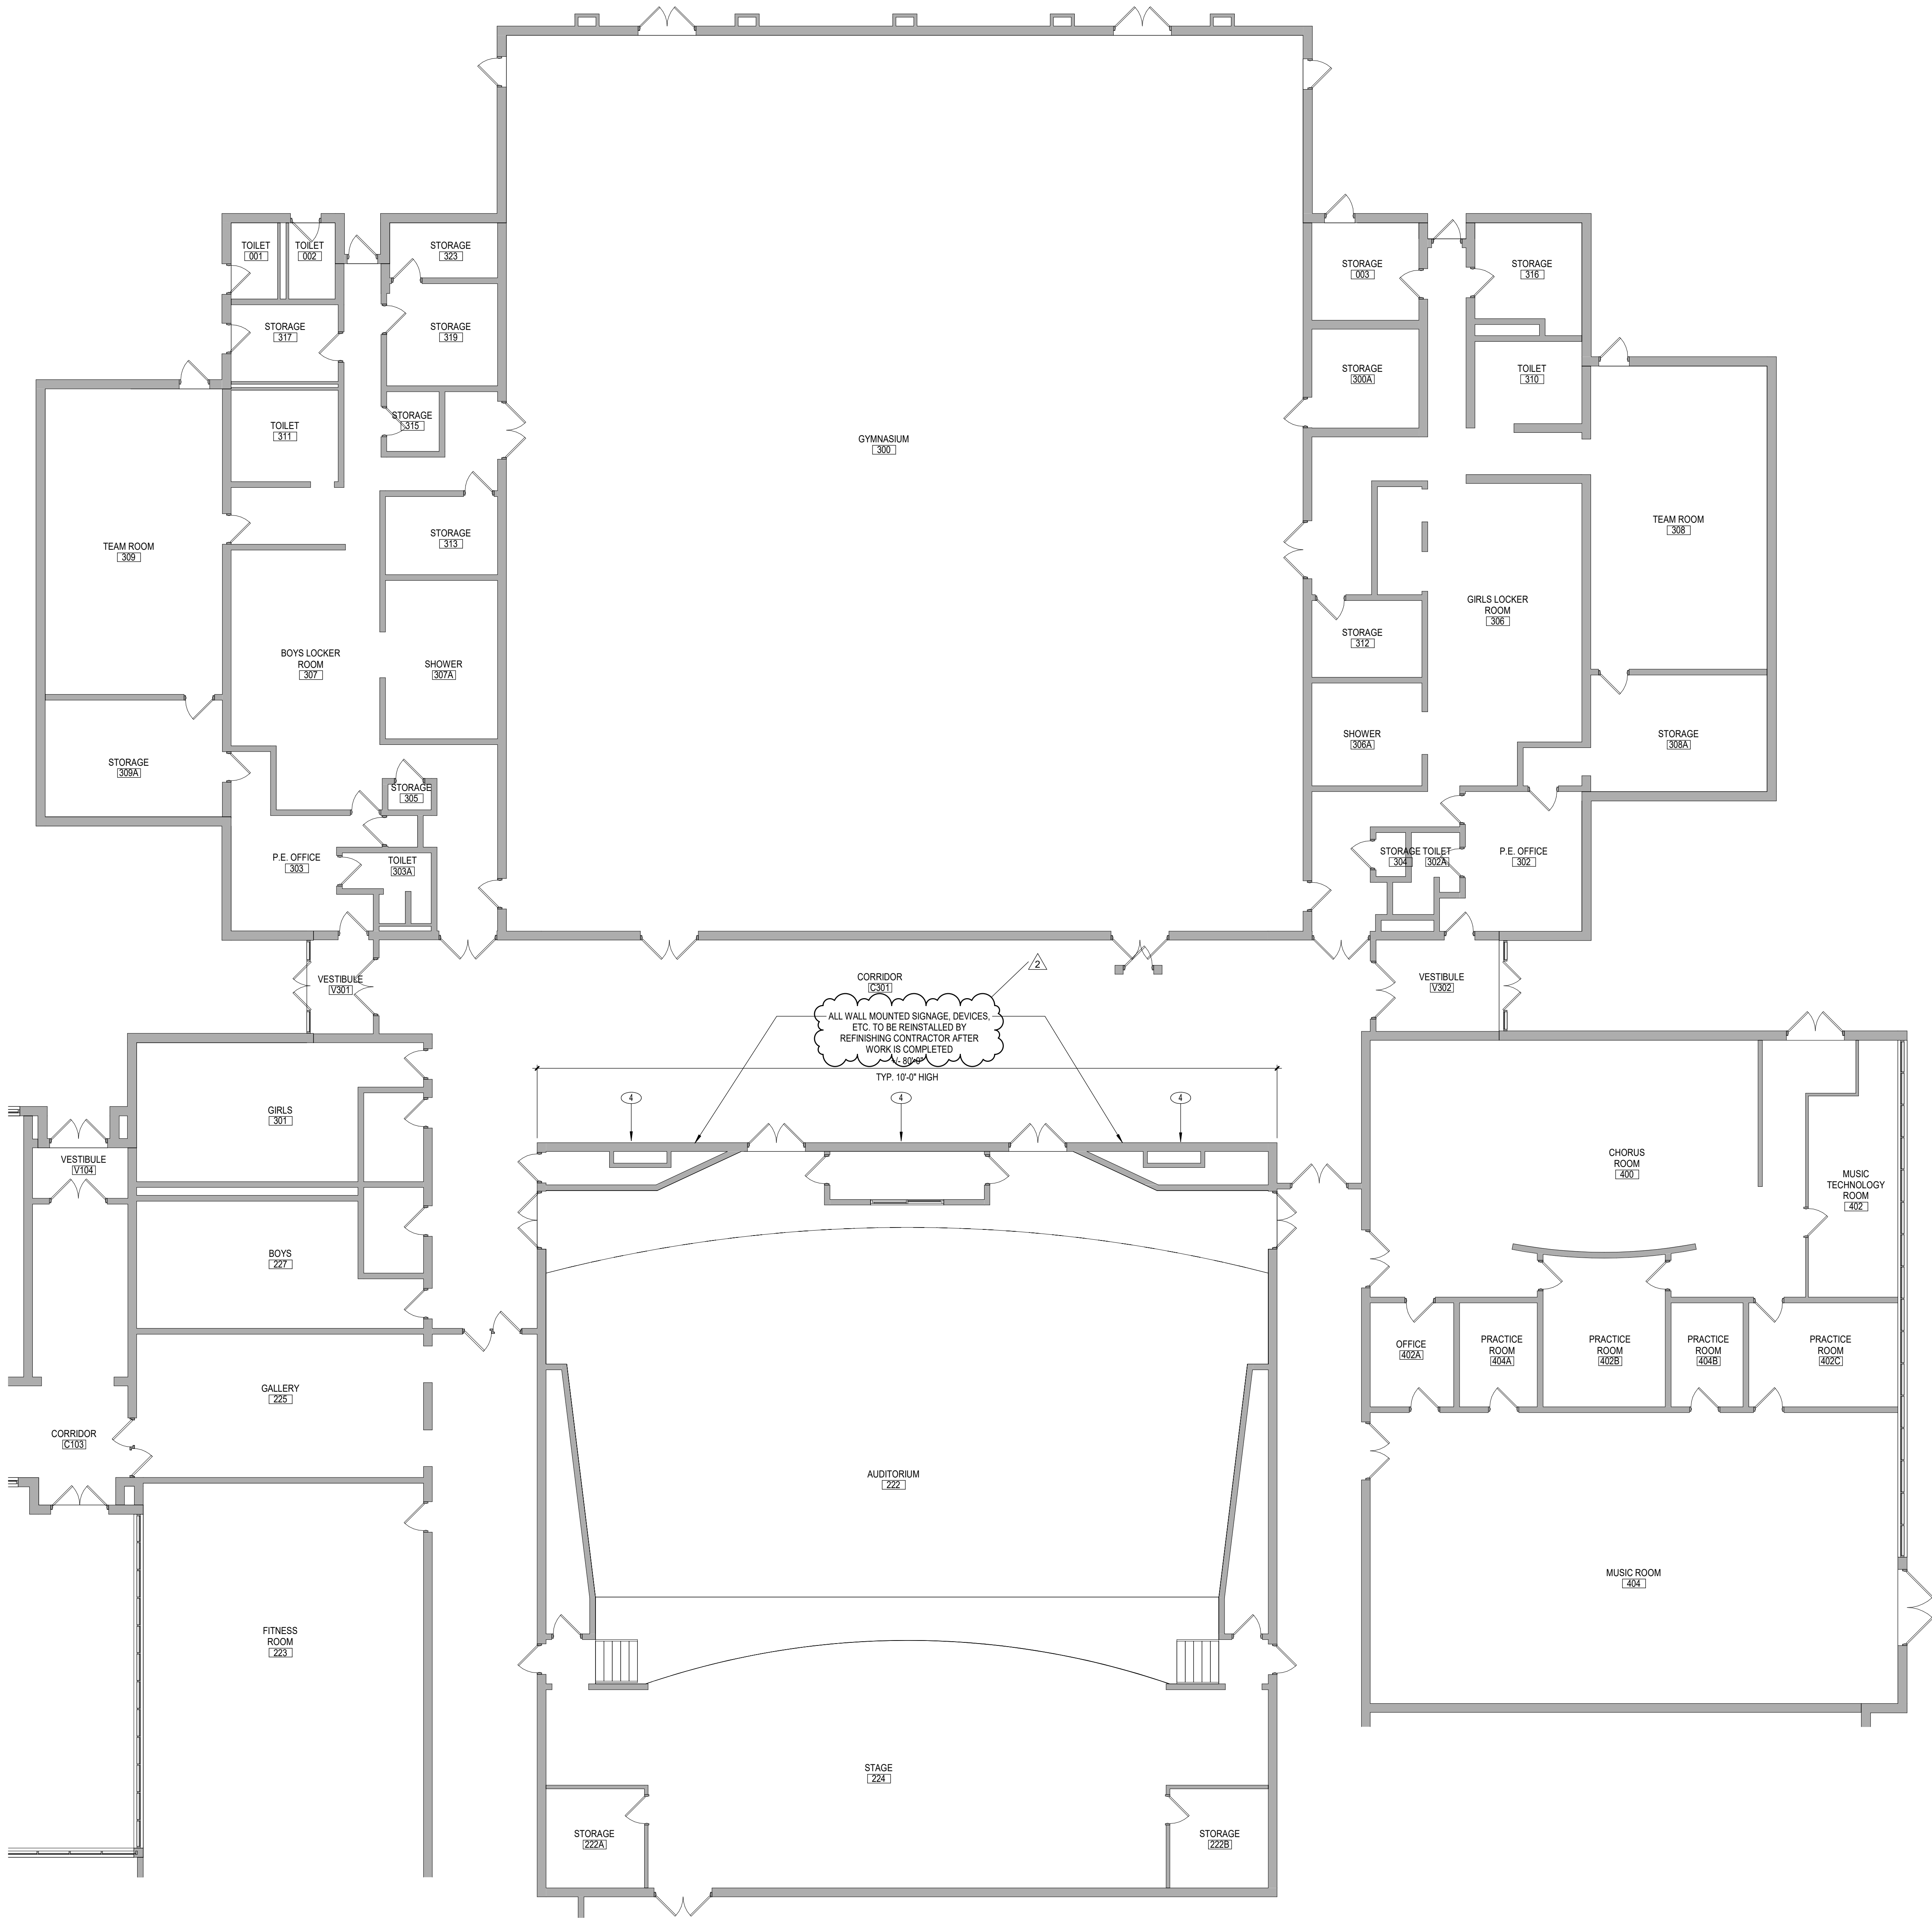 TOILET
001
TOILET
002
STORAGE
323
STORAGE
003
STORAGE
316
STORAGE
317
STORAGE
319
STORAGE
300A
TOILET
310
STORAGE
315
TOILET
311
GYMNASIUM
300
STORAGE
313
TEAM ROOM
309
TEAM ROOM
308
GIRLS LOCKER
ROOM
306
STORAGE
312
BOYS LOCKER
ROOM
307
SHOWER
307A
SHOWER
306A
STORAGE
308A
STORAGE
309A
STORAGE
305
P.E. OFFICE
303
TOILET
303A
STORAGE
304
TOILET
302A
P.E. OFFICE
302
VESTIBULE
V301
CORRIDOR
C301
2
VESTIBULE
V302
ALL WALL MOUNTED SIGNAGE, DEVICES,
ETC. TO BE REINSTALLED BY
REFINISHING CONTRACTOR AFTER
WORK IS COMPLETED
+/- 80'-0"
TYP. 10'-0" HIGH
4
4
4
GIRLS
301
VESTIBULE
V104
CHORUS
ROOM
400
MUSIC
TECHNOLOGY
ROOM
402
BOYS
227
OFFICE
402A
PRACTICE
ROOM
404A
PRACTICE
ROOM
402B
PRACTICE
ROOM
404B
PRACTICE
ROOM
402C
GALLERY
225
CORRIDOR
C103
AUDITORIUM
222
MUSIC ROOM
404
FITNESS
ROOM
223
STAGE
224
STORAGE
222A
STORAGE
222B